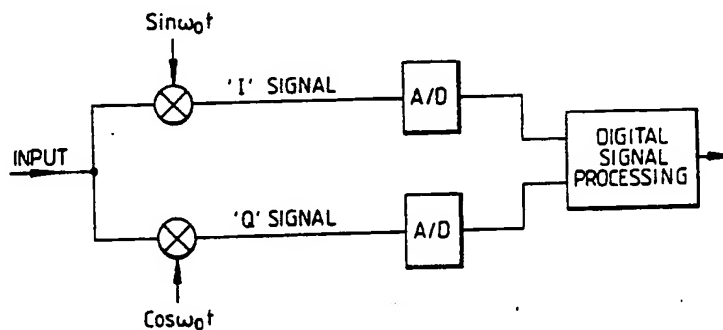 Sinω₀t
'I' SIGNAL
A/D
INPUT
DIGITAL
SIGNAL
PROCESSING
'Q' SIGNAL
A/D
Cosω₀t